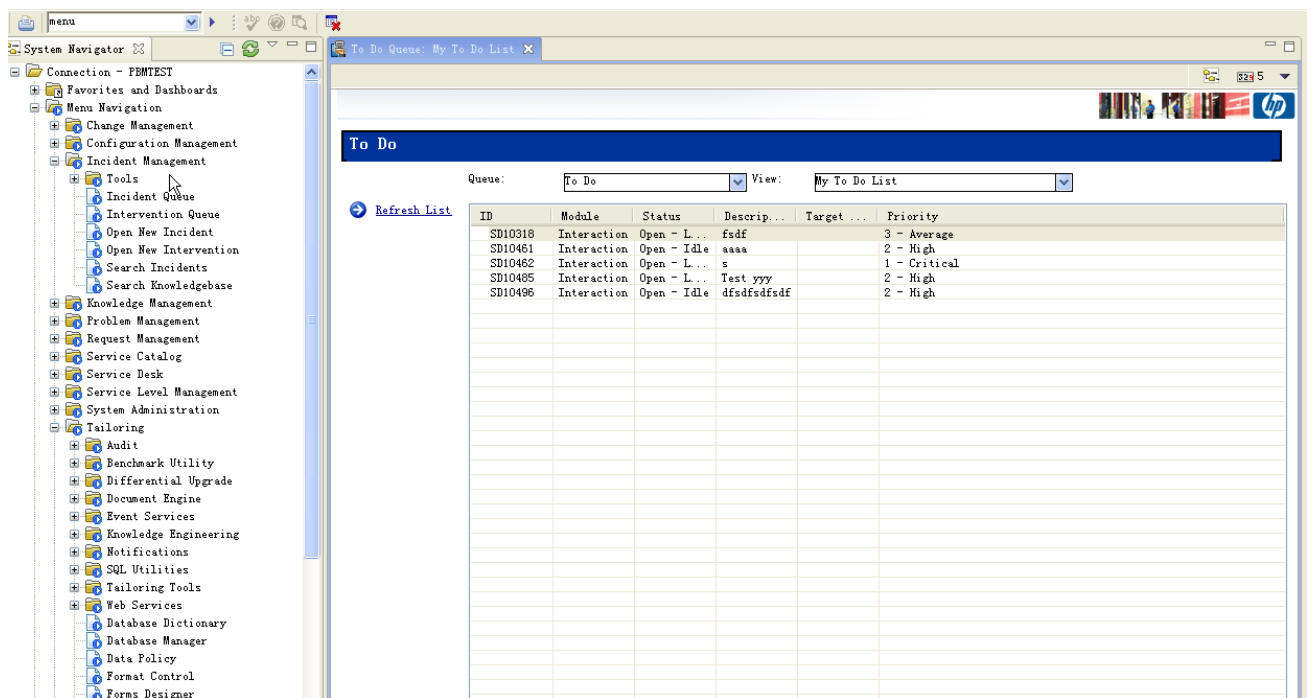 menu
abc
System Navigator
Connection - PBMTEST
Favorites and Dashboards
Menu Navigation
Change Management
Configuration Management
Incident Management
Tools
Incident Queue
Intervention Queue
Open New Incident
Open New Intervention
Search Incidents
Search Knowledgebase
Knowledge Management
Problem Management
Request Management
Service Catalog
Service Desk
Service Level Management
System Administration
Tailoring
Audit
Benchmark Utility
Differential Upgrade
Document Engine
Event Services
Knowledge Engineering
Notifications
SQL Utilities
Tailoring Tools
Web Services
Database Dictionary
Database Manager
Data Policy
Format Control
Forms Designer
To Do Queue: My To Do List
5
hp
To Do
Queue: To Do View: My To Do List
Refresh List
ID Module Status Descrip... Target ... Priority
SD10318 Interaction Open - L... fsdf 3 - Average
SD10461 Interaction Open - Idle aaaa 2 - High
SD10462 Interaction Open - L... s 1 - Critical
SD10485 Interaction Open - L... Test yyy 2 - High
SD10496 Interaction Open - Idle dfsdfsdfsdf 2 - High